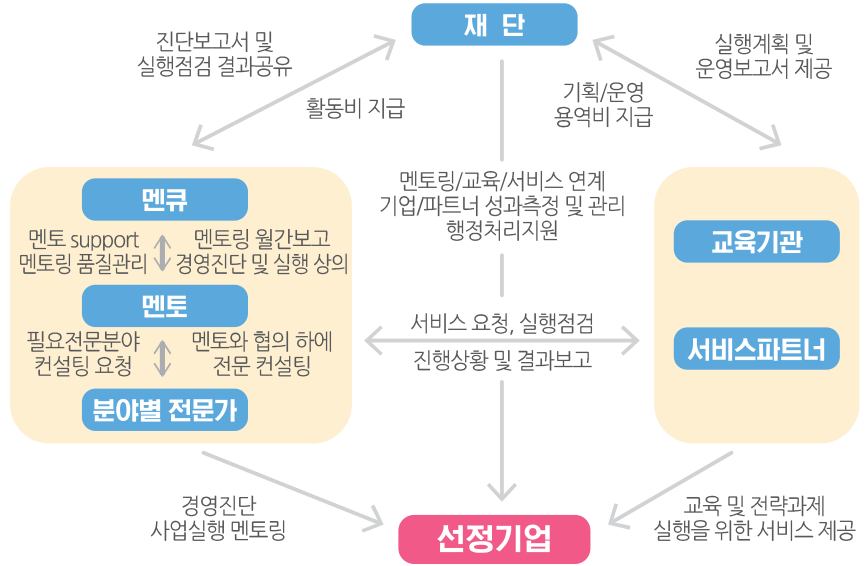 재 단
진단보고서 및
실행점검 결과공유
활동비 지급
기획/운영
용역비 지급
실행계획 및
운영보고서 제공
멘큐
멘토 support
멘토링 품질관리
멘토링 월간보고
경영진단 및 실행 상의
멘토
필요전문분야
컨설팅 요청
멘토와 협의 하에
전문 컨설팅
분야별 전문가
멘토링/교육/서비스 연계
기업/파트너 성과측정 및 관리
행정처리지원
서비스 요청, 실행점검
진행상황 및 결과보고
교육기관
서비스파트너
경영진단
사업실행 멘토링
선정기업
교육 및 전략과제
실행을 위한 서비스 제공